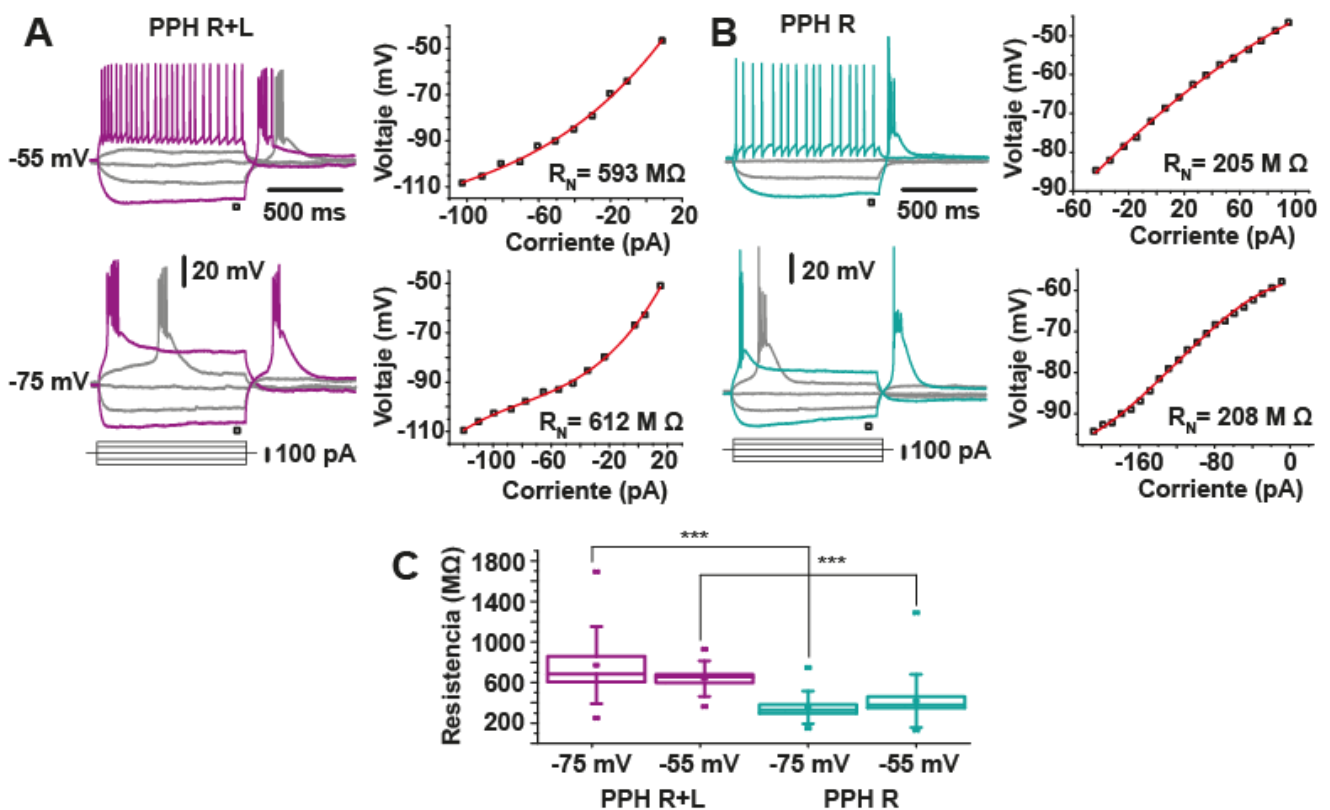 A
PPH R+L
-55 mV
500 ms
20 mV
-75 mV
100 pA
Voltaje (mV)
-50
-70
-90
-110
R_N= 593 MΩ
-100
-60
-20
20
Corriente (pA)
Voltaje (mV)
-50
-70
-90
-110
R_N= 612 M Ω
-100
-60
-20
20
Corriente (pA)
B
PPH R
500 ms
20 mV
100 pA
Voltaje (mV)
-50
-60
-70
-80
-90
R_N= 205 M Ω
-60
-20
20
60
100
Corriente (pA)
Voltaje (mV)
-60
-70
-80
-90
R_N= 208 M Ω
-160
-80
0
Corriente (pA)
C
Resistencia (MΩ)
1800
1400
1000
600
200
***
***
-75 mV
-55 mV
-75 mV
-55 mV
PPH R+L
PPH R